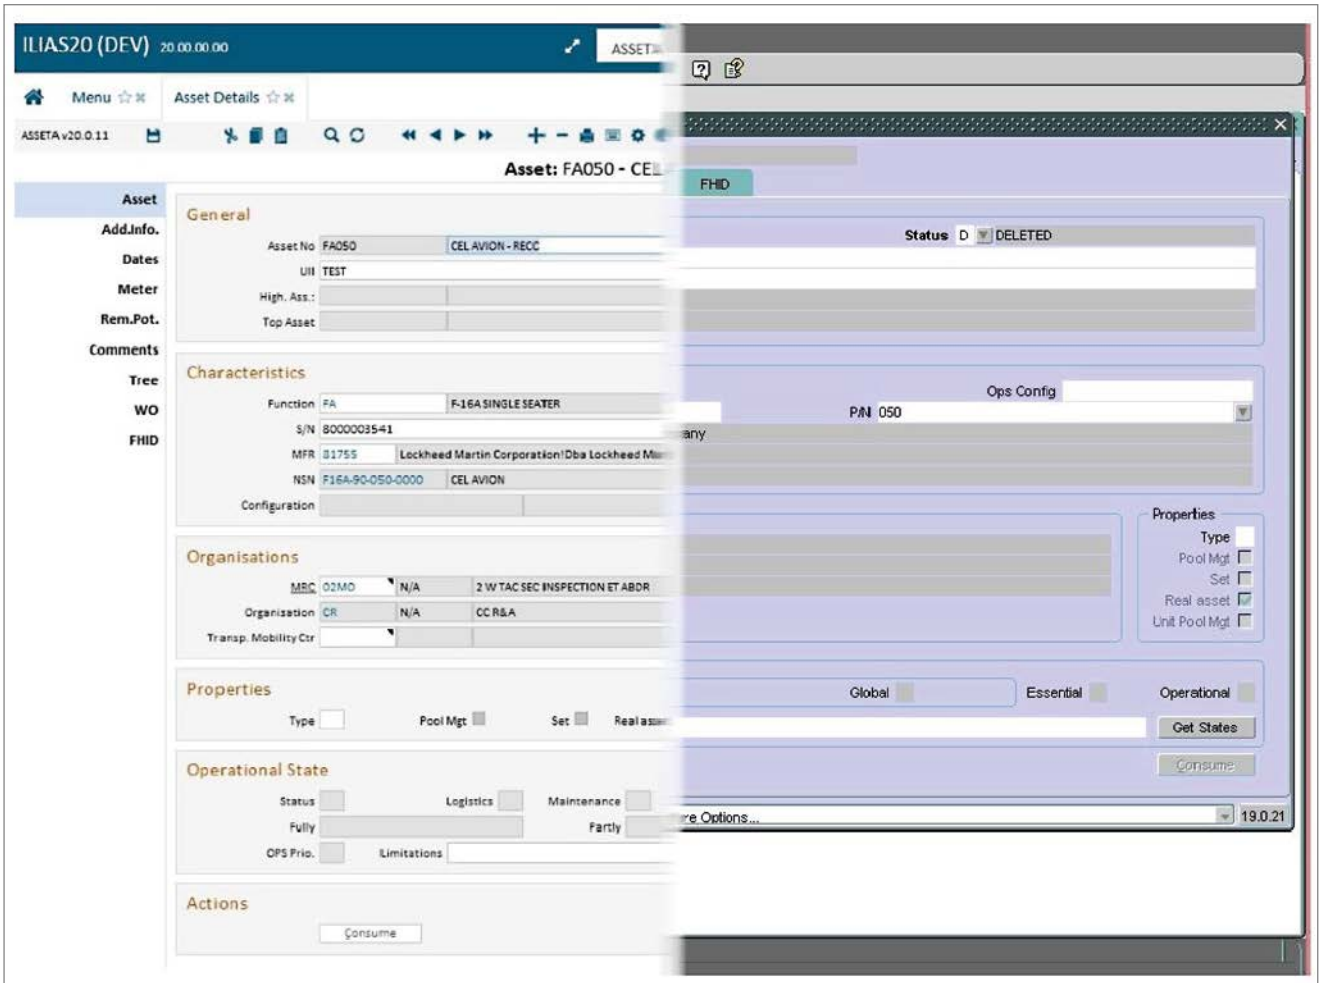 ILIAS20 (DEV) 20.00.00.00 ASSETA
Menu Asset Details
ASSETA v20.0.11
Asset: FA050 - CEL
FHID
Asset
Add.Info.
Dates
Meter
Rem.Pot.
Comments
Tree
WO
FHID
General
Status D DELETED
Asset No FA050 CEL AVION - RECC
UII TEST
High. Ass.:
Top Asset
Characteristics
Ops Config
Function FA F-16A SINGLE SEATER P/N 050
S/N 8000003541
MFR 81755 Lockheed Martin Corporation!Dba Lockheed any
NSN F16A-90-050-0000 CEL AVION
Configuration
Properties
Type
Pool Mgt
Set
Real asset
Unit Pool Mgt
Organisations
MRC 02MO N/A 2 W TAC SEC INSPECTION ET ABDR
Organisation CR N/A CC R&A
Transp. Mobility Ctr
Properties
Global Essential Operational
Type Pool Mgt Set Real asset
Get States
Operational State
Consume
Status Logistics Maintenance
Fully Partly re Options... 19.0.21
OPS Prio. Limitations
Actions
Consume